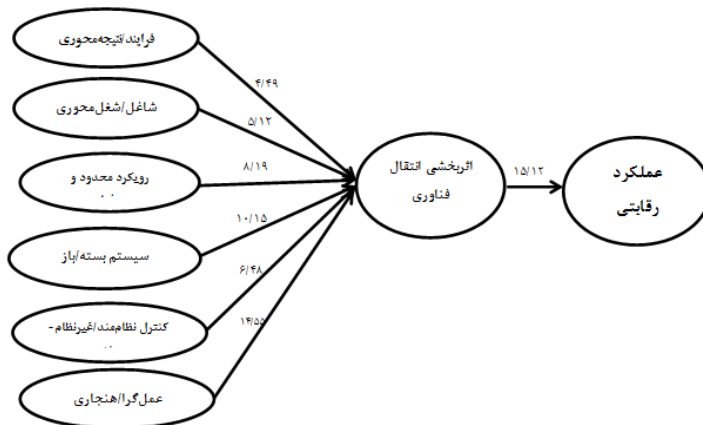 فرایند/نتیجه‌محوری
۴/۴۹
شاغل/شغل‌محوری
۵/۱۲
رویکرد محدود و
۸/۱۹
سیستم بسته/باز
۱۰/۱۵
کنترل نظام‌مند/غیرنظام-
۶/۴۸
عمل‌گرا/هنجاری
۱۴/۵۵
اثربخشی انتقال
فناوری
۱۵/۱۲
عملکرد
رقابتی